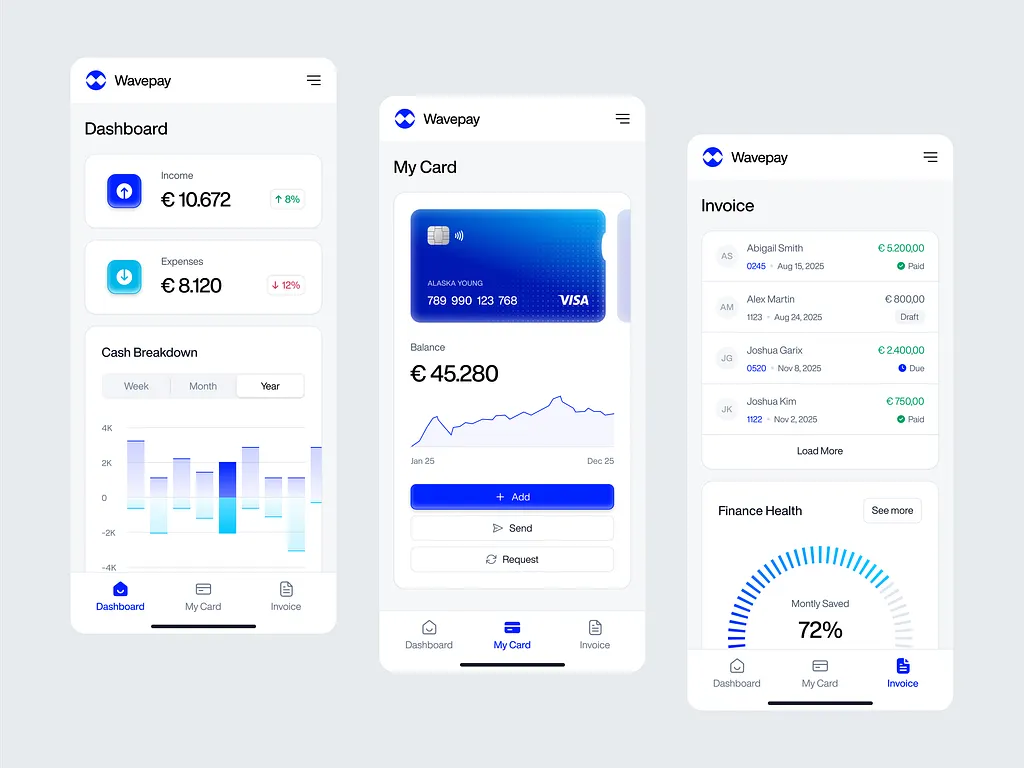 Wavepay
Dashboard
Income
€ 10.672
8%
Expenses
€ 8.120
12%
Cash Breakdown
Week Month Year
4K
2K
0
-2K
-4K
Dashboard My Card Invoice
Wavepay
My Card
ALASKA YOUNG
789 990 123 768
VISA
Balance
€ 45.280
Jan 25 Dec 25
+ Add
Send
Request
Dashboard My Card Invoice
Wavepay
Invoice
AS
Abigail Smith € 5.200,00
0245 • Aug 15, 2025 Paid
AM
Alex Martin € 800,00
1123 • Aug 24, 2025 Draft
JG
Joshua Garix € 2.400,00
0520 • Nov 8, 2025 Due
JK
Joshua Kim € 750,00
1122 • Nov 2, 2025 Paid
Load More
Finance Health See more
Montly Saved
72%
Dashboard My Card Invoice